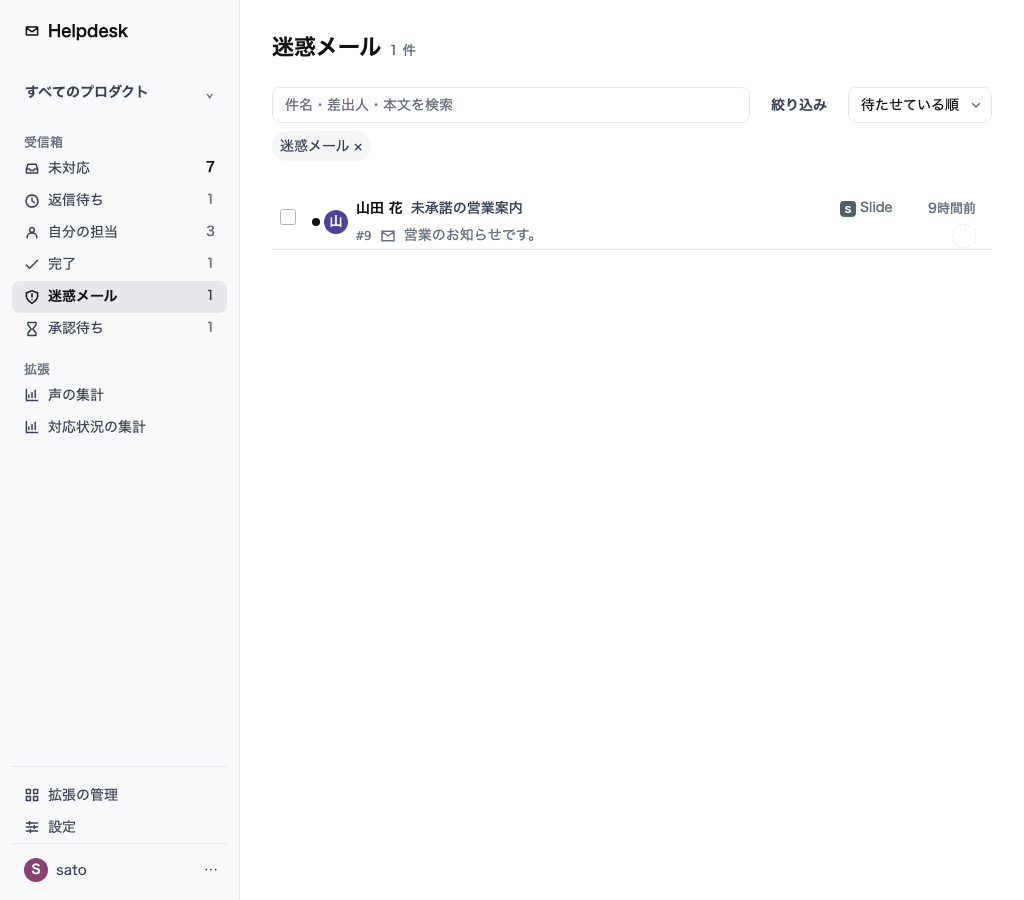 Helpdesk
すべてのプロダクト
受信箱
未対応 7
返信待ち 1
自分の担当 3
完了 1
迷惑メール 1
承認待ち 1
拡張
声の集計
対応状況の集計
拡張の管理
設定
S sato ...
迷惑メール 1 件
件名・差出人・本文を検索 絞り込み 待たせている順
迷惑メール ×
山 山田 花 未承諾の営業案内 S Slide 9時間前
#9 営業のお知らせです。